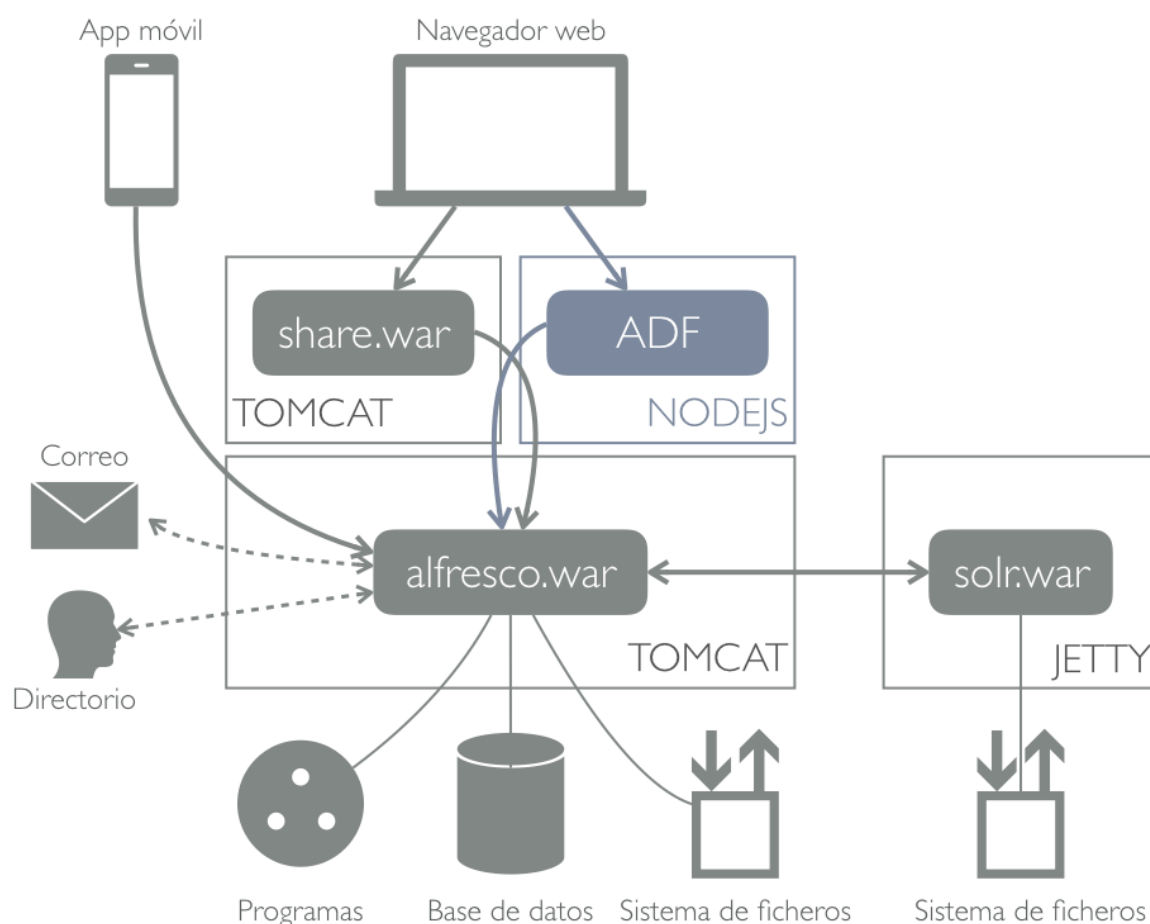 App móvil
Navegador web
share.war
ADF
TOMCAT
NODEJS
Correo
alfresco.war
solr.war
TOMCAT
JETTY
Directorio
Programas
Base de datos
Sistema de ficheros
Sistema de ficheros